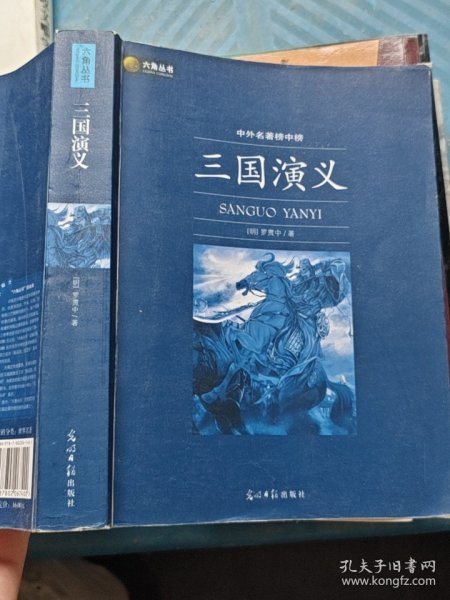 六角丛书
三国演义
[明] 罗贯中/著
光明日报出版社
六角丛书
中外名著榜中榜
三国演义
SANGUO YANYI
[明] 罗贯中/著
光明日报出版社
孔夫子旧书网
www.kongfz.com